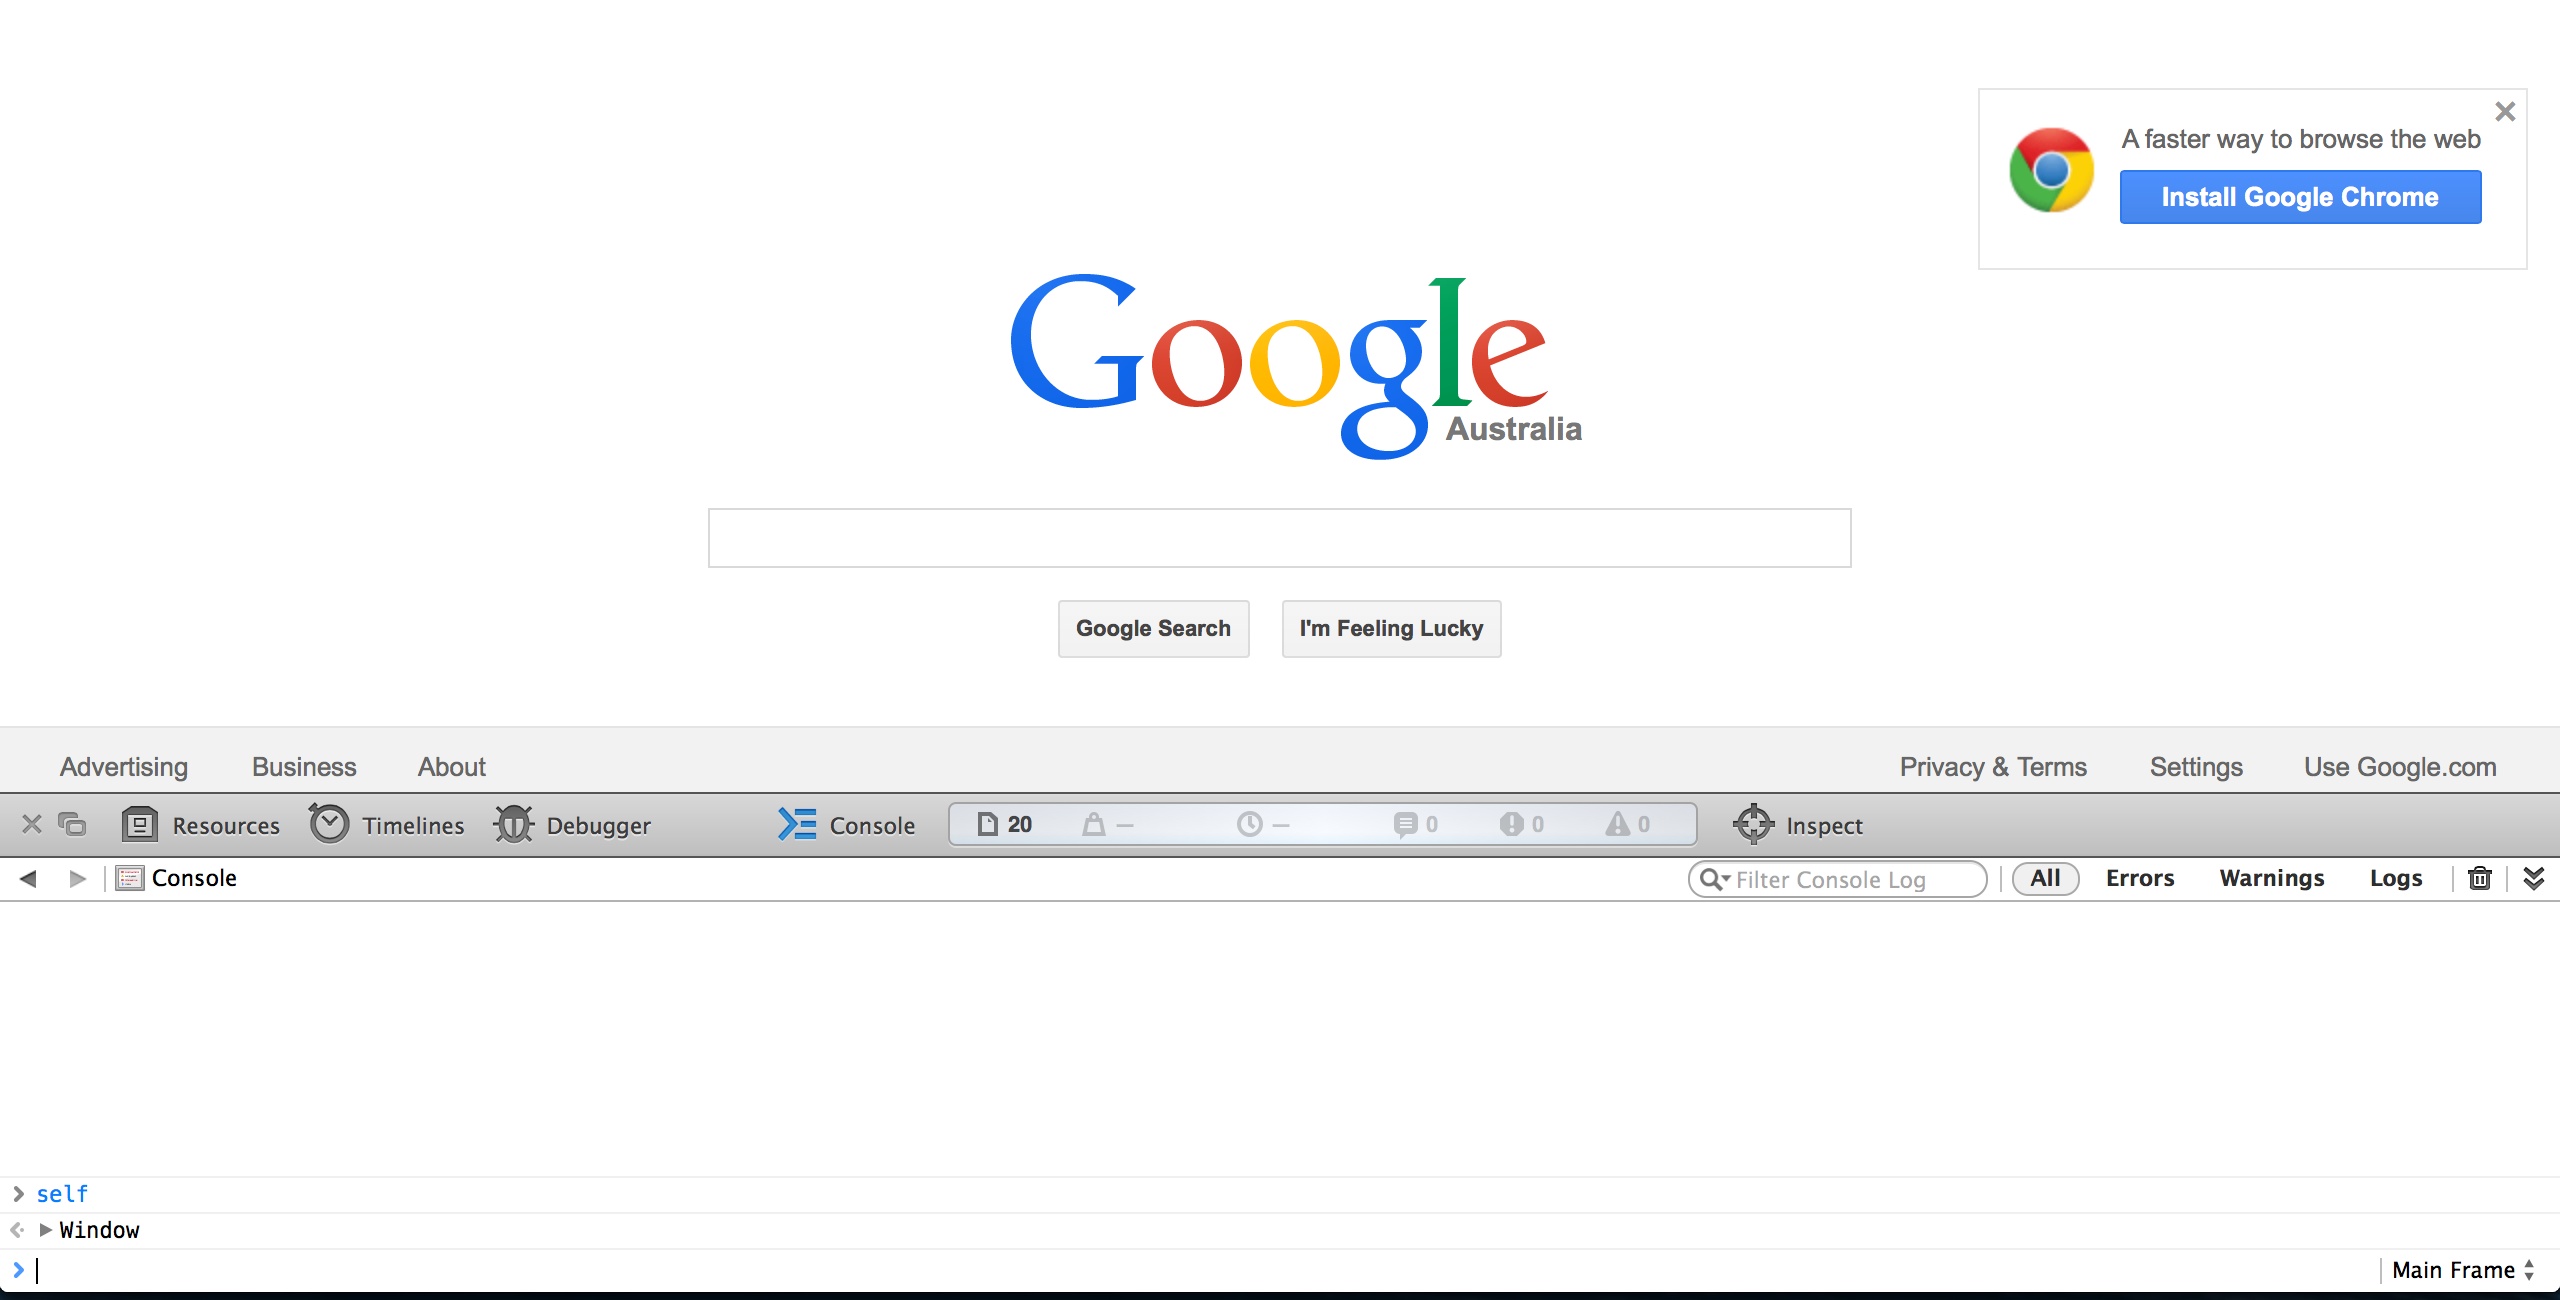 A faster way to browse the web
Install Google Chrome
Google
Australia
Google Search I'm Feeling Lucky
Advertising Business About Privacy & Terms Settings Use Google.com
Resources Timelines Debugger Console 20 — — 0 0 0 Inspect
Console Filter Console Log All Errors Warnings Logs
self
Window
Main Frame